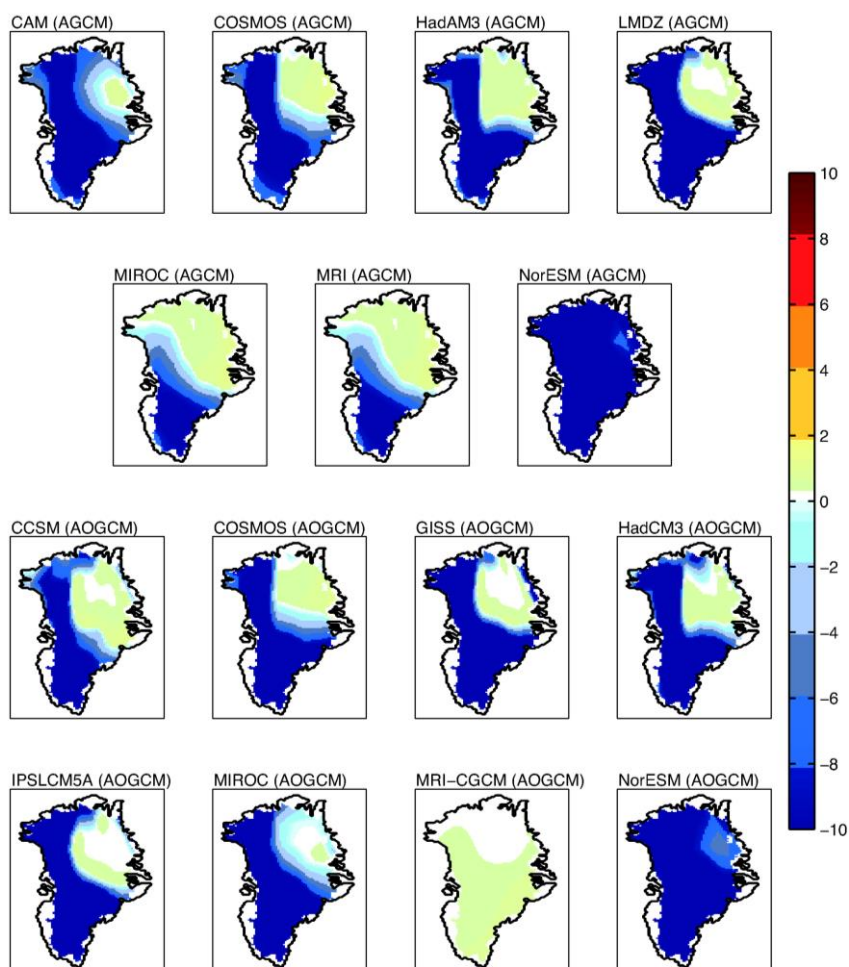 CAM (AGCM)
COSMOS (AGCM)
HadAM3 (AGCM)
LMDZ (AGCM)
MIROC (AGCM)
MRI (AGCM)
NorESM (AGCM)
CCSM (AOGCM)
COSMOS (AOGCM)
GISS (AOGCM)
HadCM3 (AOGCM)
IPSLCM5A (AOGCM)
MIROC (AOGCM)
MRI−CGCM (AOGCM)
NorESM (AOGCM)
10
8
6
4
2
0
−2
−4
−6
−8
−10